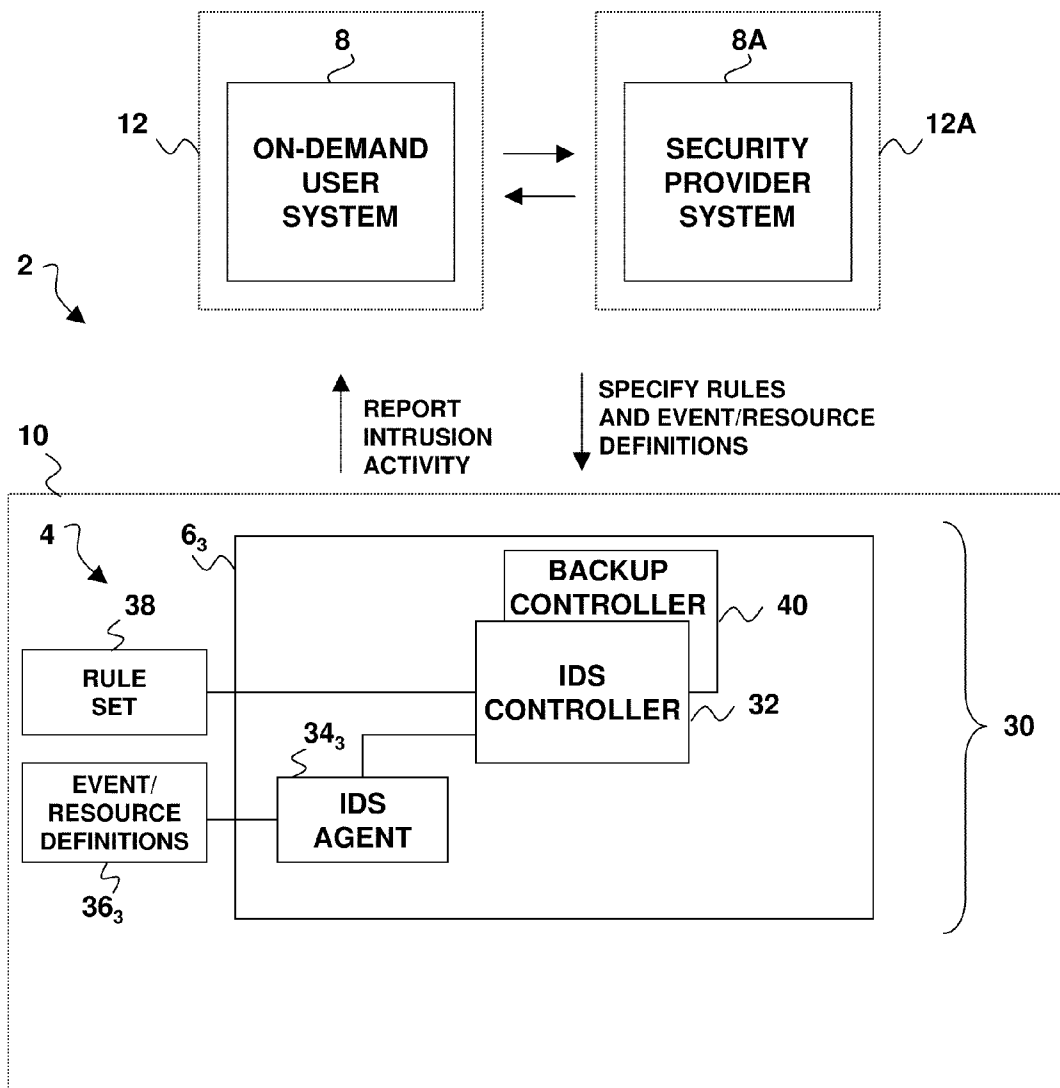 8
8A
12
ON-DEMAND
USER
SYSTEM
SECURITY
PROVIDER
SYSTEM
12A
2
REPORT
INTRUSION
ACTIVITY
SPECIFY RULES
AND EVENT/RESOURCE
DEFINITIONS
10
4
6₃
38
BACKUP
CONTROLLER
40
RULE
SET
IDS
CONTROLLER
32
30
34₃
EVENT/
RESOURCE
DEFINITIONS
IDS
AGENT
36₃